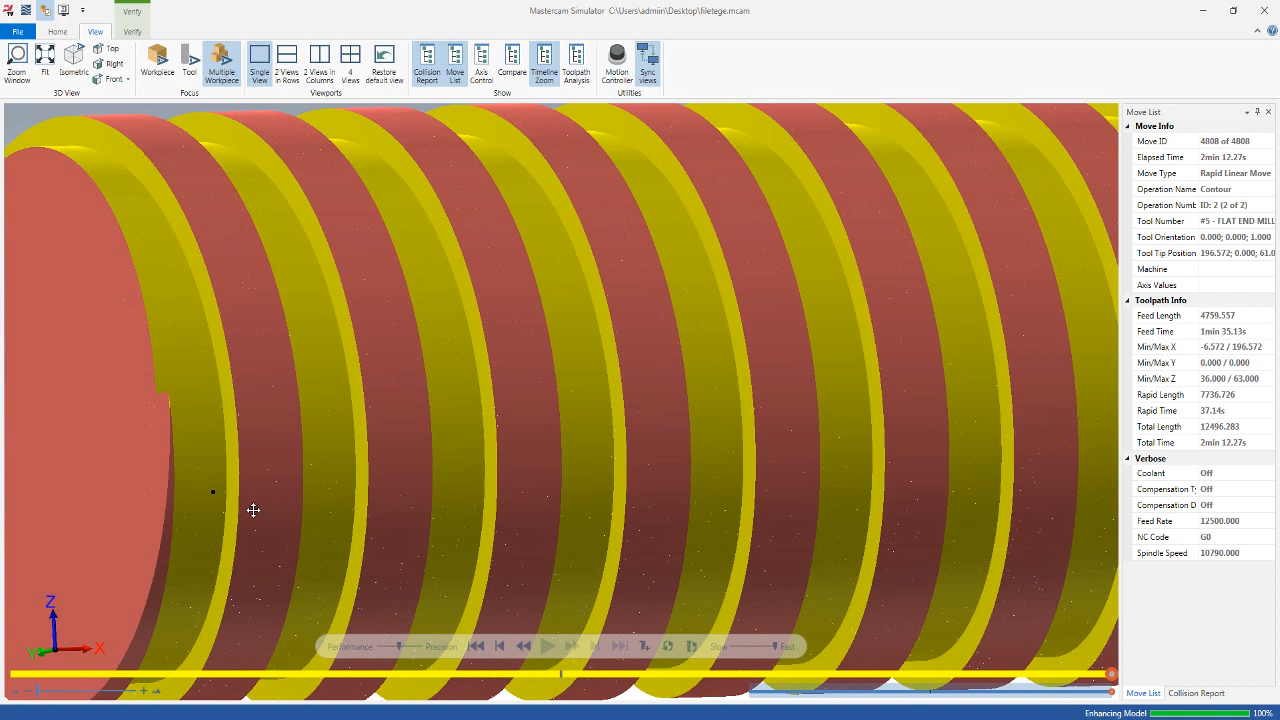 Verify
Mastercam Simulator C:\Users\admiin\Desktop\filetege.mcam
File Home View Verify
Zoom Window
Fit
Isometric
Top
Right
Front
3D View
Workpiece
Tool
Multiple Workpiece
Focus
Single View
2 Views in Rows
2 Views in Columns
4 Views
Restore default view
Viewports
Collision Report
Move List
Axis Control
Compare
Timeline Zoom
Toolpath Analysis
Show
Motion Controller
Sync views
Utilities
Move List
Move Info
Move ID 4808 of 4808
Elapsed Time 2min 12.27s
Move Type Rapid Linear Move
Operation Name Contour
Operation Numb ID: 2 (2 of 2)
Tool Number #5 - FLAT END MILL
Tool Orientation 0.000; 0.000; 1.000
Tool Tip Position 196.572; 0.000; 61.0
Machine
Axis Values
Toolpath Info
Feed Length 4759.557
Feed Time 1min 35.13s
Min/Max X -6.572 / 196.572
Min/Max Y 0.000 / 0.000
Min/Max Z 36.000 / 63.000
Rapid Length 7736.726
Rapid Time 37.14s
Total Length 12496.283
Total Time 2min 12.27s
Verbose
Coolant Off
Compensation Ty Off
Compensation D Off
Feed Rate 12500.000
NC Code G0
Spindle Speed 10790.000
Z
Y
X
Performance Precision Slow Fast
Move List Collision Report
Enhancing Model 100%